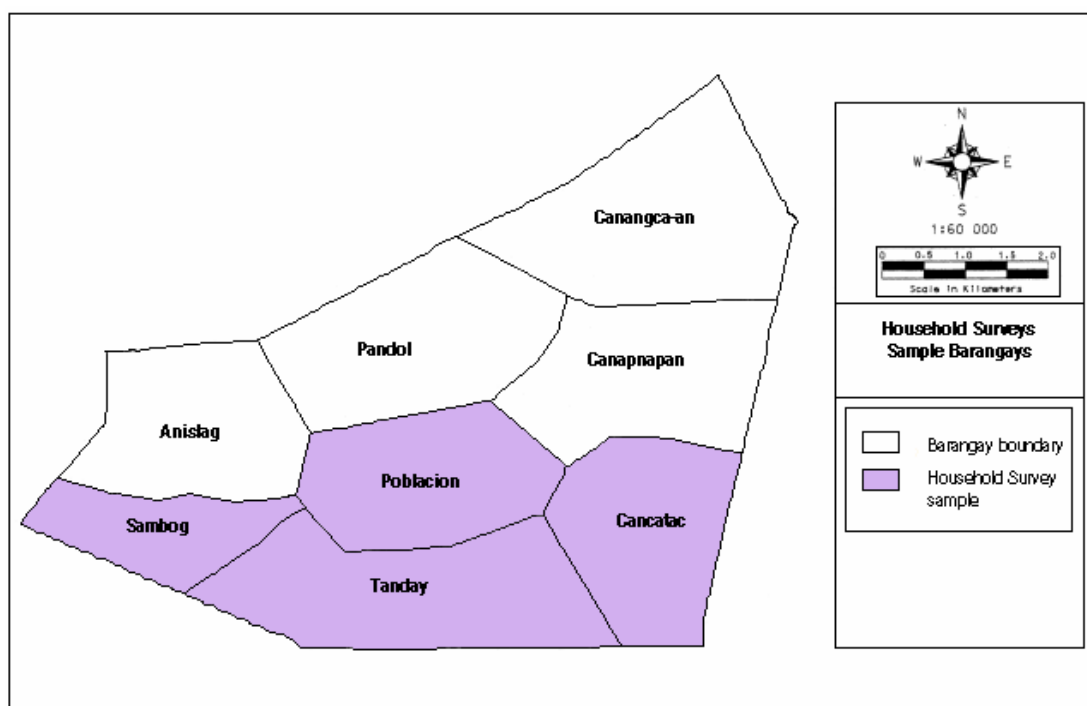 Canangca-an
Pandol
Canapnapan
Anislag
Poblacion
Sambog
Cancatac
Tanday
N
W E
S
1:60 000
0 0.5 1.0 1.5 2.0
Scale In Kilometers
Household Surveys
Sample Barangays
Barangay boundary
Household Survey
sample